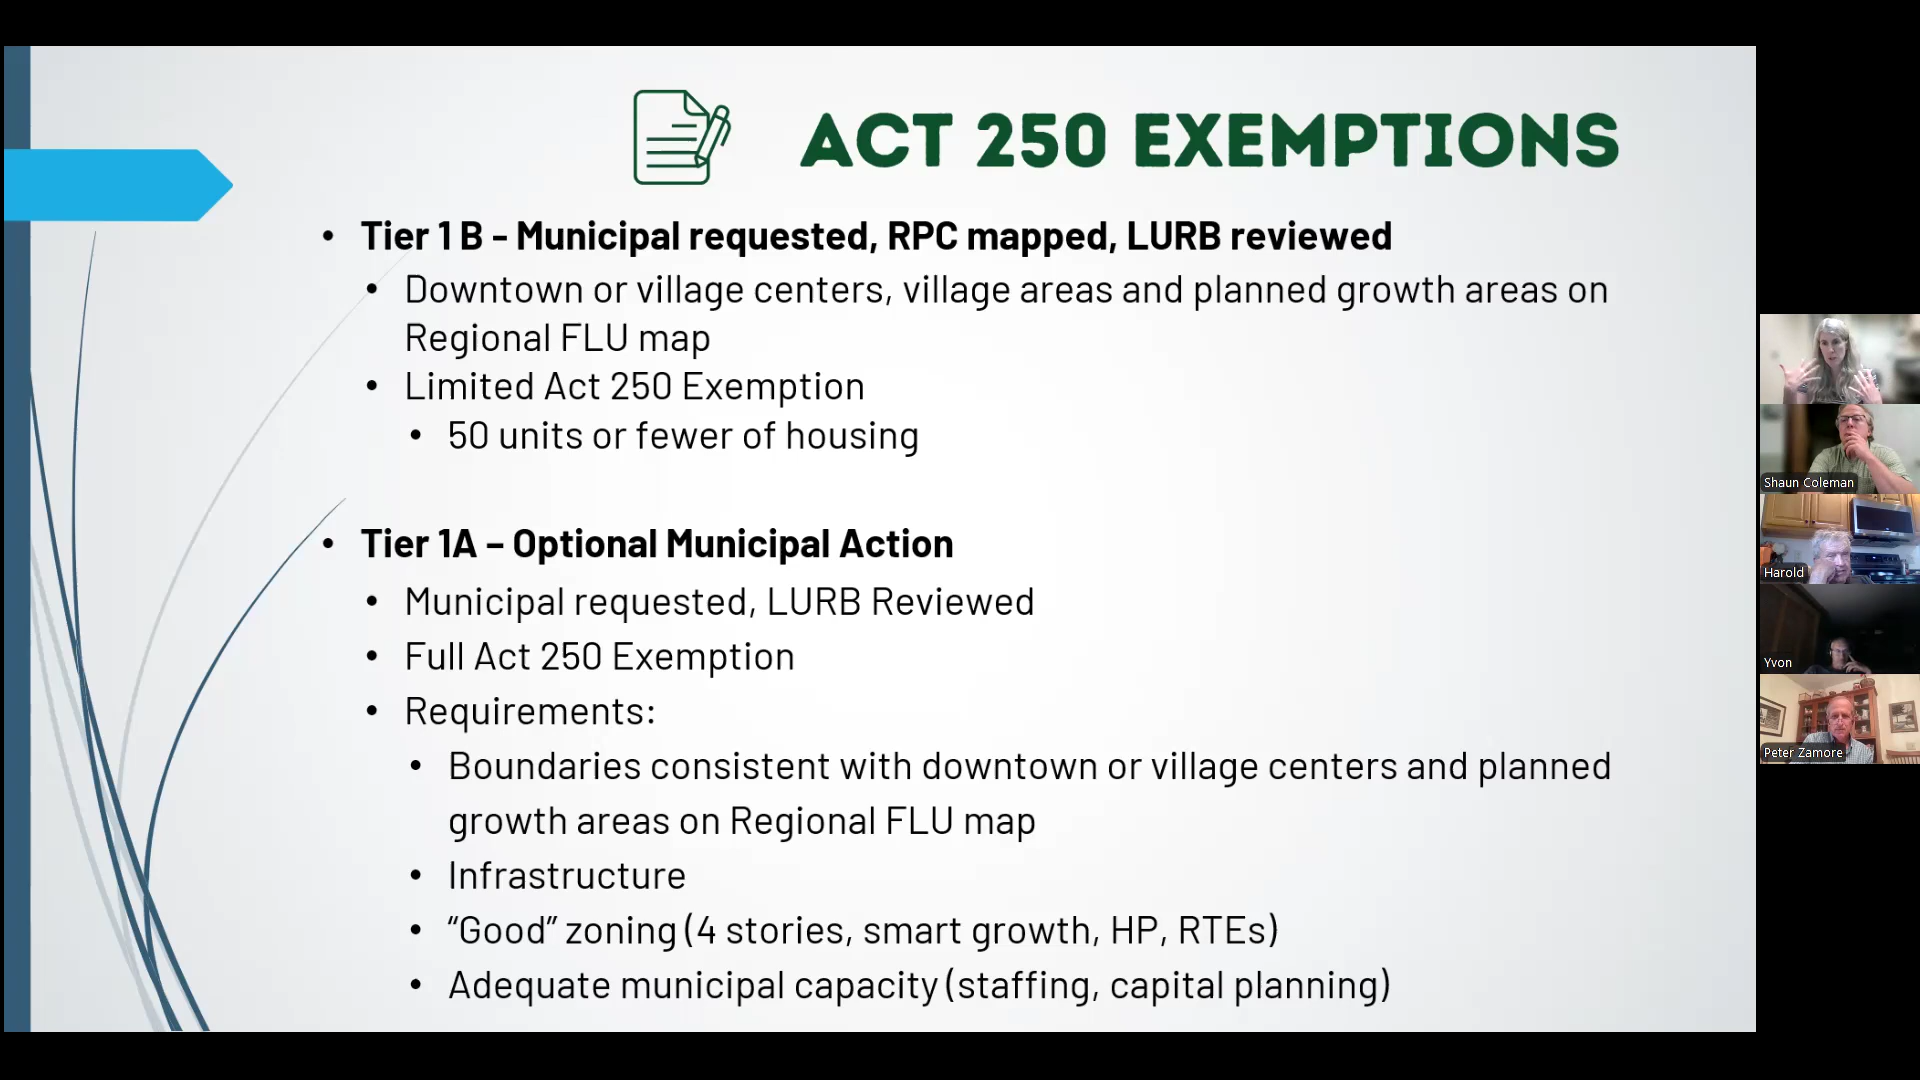 ACT 250 EXEMPTIONS
• Tier 1 B - Municipal requested, RPC mapped, LURB reviewed
• Downtown or village centers, village areas and planned growth areas on
Regional FLU map
• Limited Act 250 Exemption
• 50 units or fewer of housing
• Tier 1A – Optional Municipal Action
• Municipal requested, LURB Reviewed
• Full Act 250 Exemption
• Requirements:
• Boundaries consistent with downtown or village centers and planned
growth areas on Regional FLU map
• Infrastructure
• “Good” zoning (4 stories, smart growth, HP, RTEs)
• Adequate municipal capacity (staffing, capital planning)
Shaun Coleman
Harold
Yvon
Peter Zamore